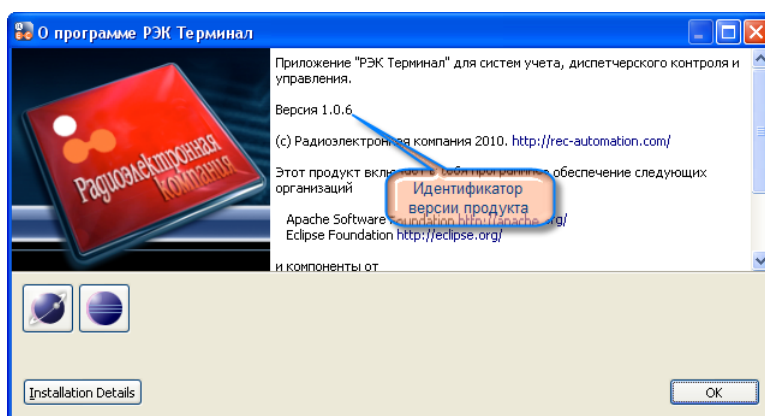 О программе РЭК Терминал
Приложение "РЭК Терминал" для систем учета, диспетчерского контроля и
управления.
Версия 1.0.6
(c) Радиоэлектронная компания 2010. http://rec-automation.com/
Этот продукт включает в себя программное обеспечение следующих
организаций
Идентификатор
версии продукта
Apache Software Foundation http://apache.org/
Eclipse Foundation http://eclipse.org/
и компоненты от
Радиоэлектронная
Компания
Installation Details
OK